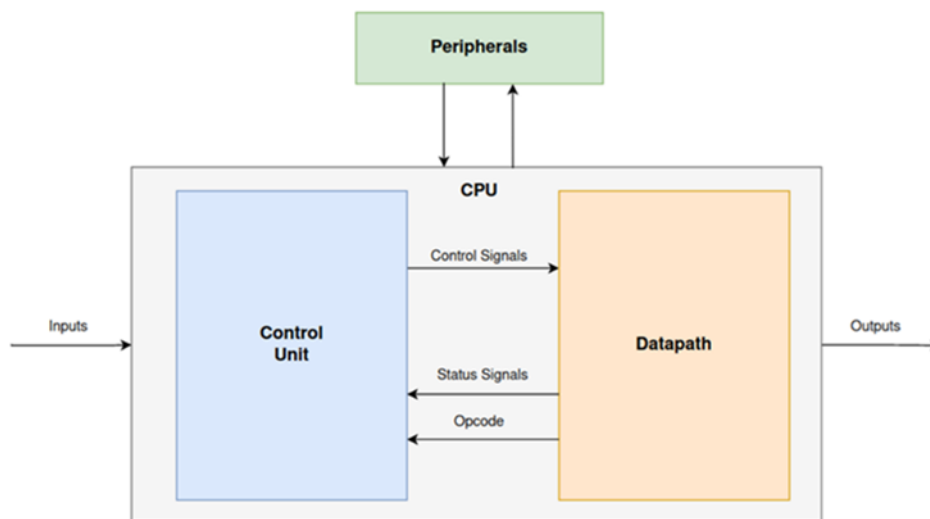 Peripherals
CPU
Control Signals
Inputs
Control
Unit
Datapath
Outputs
Status Signals
Opcode